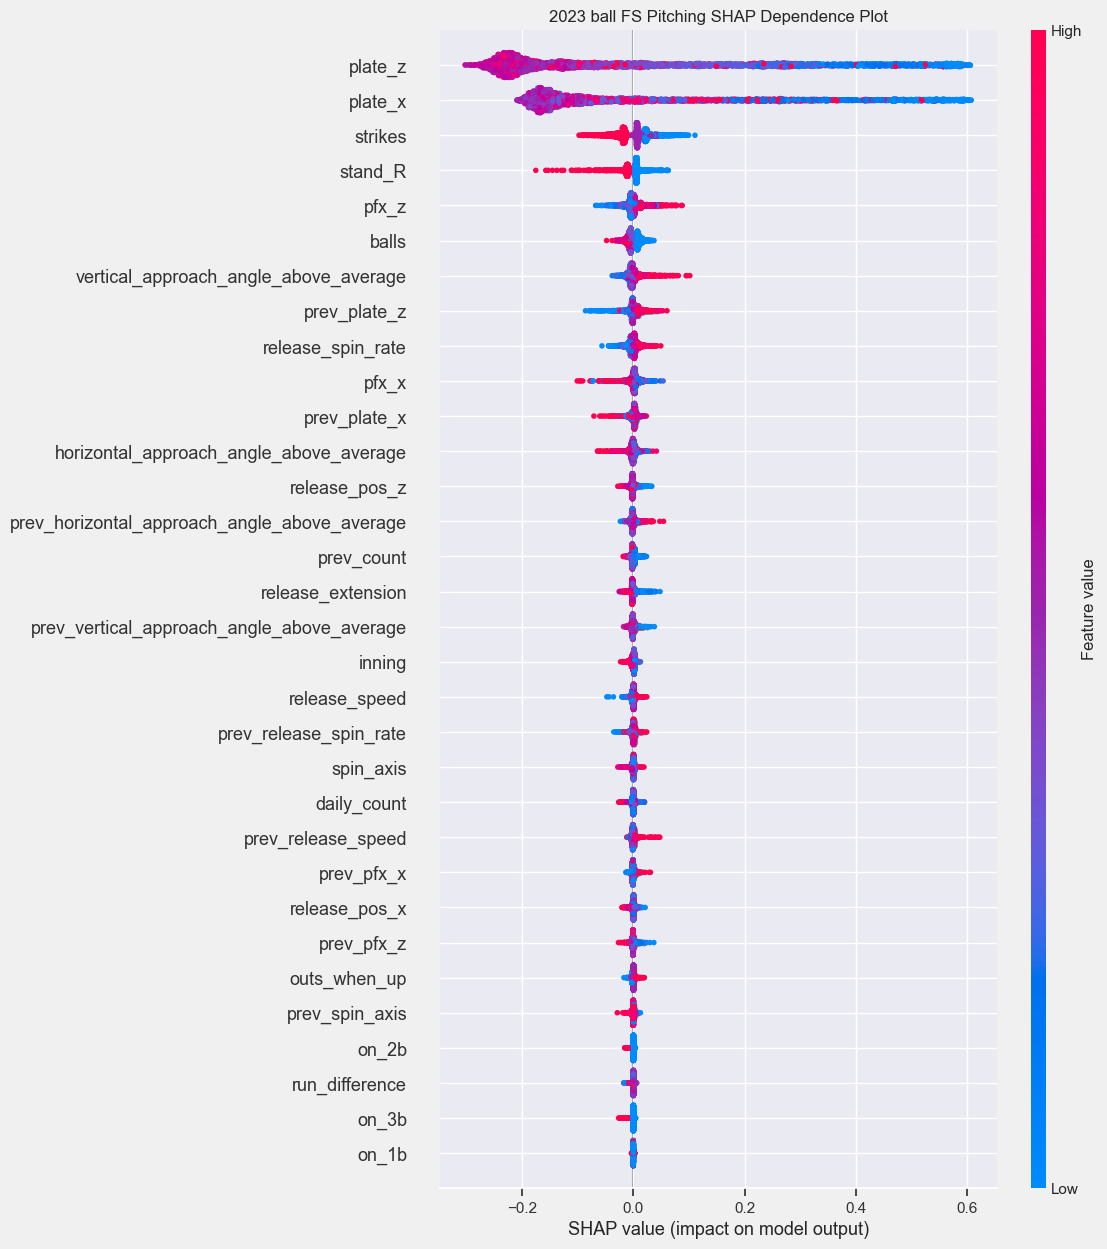 2023 ball FS Pitching SHAP Dependence Plot
High
plate_z
plate_x
strikes
stand_R
pfx_z
balls
vertical_approach_angle_above_average
prev_plate_z
release_spin_rate
pfx_x
prev_plate_x
horizontal_approach_angle_above_average
release_pos_z
prev_horizontal_approach_angle_above_average
prev_count
release_extension
prev_vertical_approach_angle_above_average
inning
release_speed
prev_release_spin_rate
spin_axis
daily_count
prev_release_speed
prev_pfx_x
release_pos_x
prev_pfx_z
outs_when_up
prev_spin_axis
on_2b
run_difference
on_3b
on_1b
Feature value
Low
−0.2 0.0 0.2 0.4 0.6
SHAP value (impact on model output)